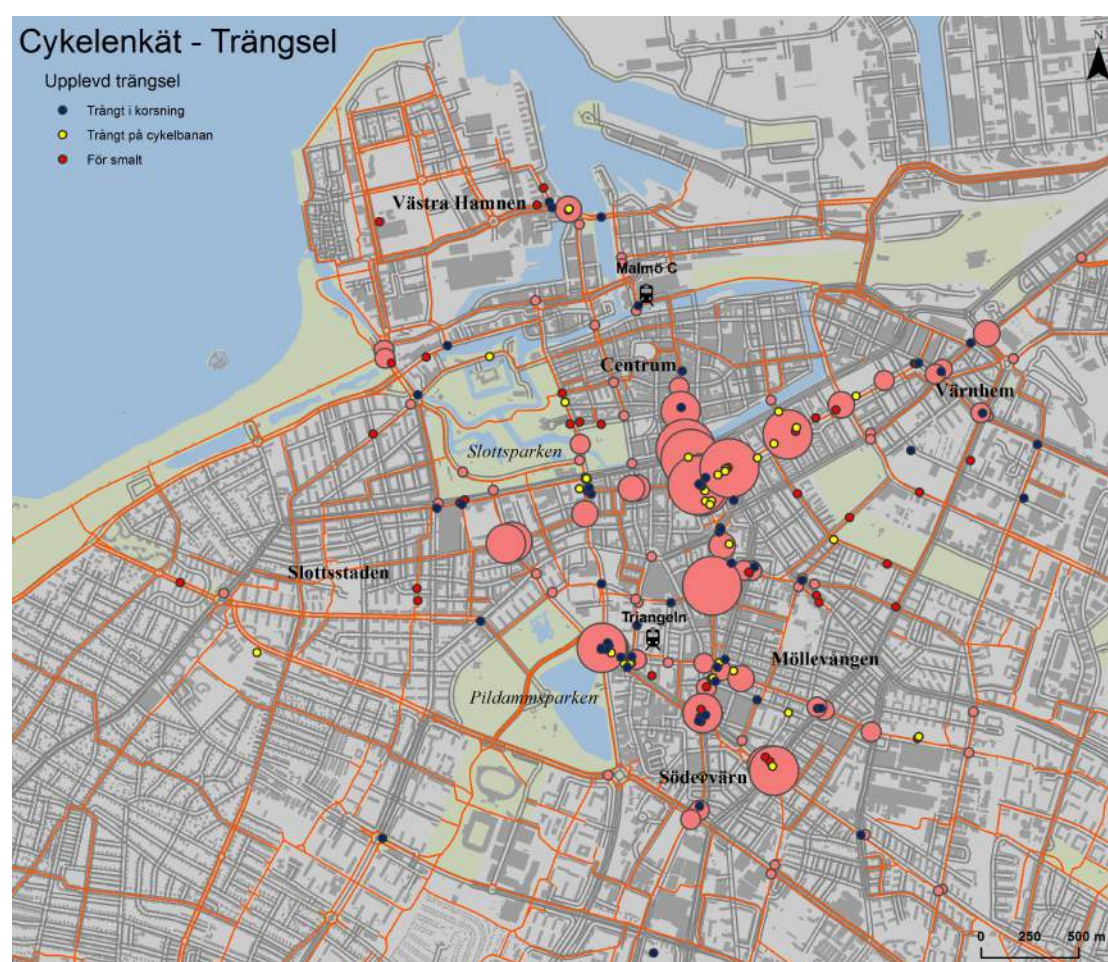 Cykelenkät - Trängsel
Upplevd trängsel
Trångt i korsning
Trångt på cykelbanan
För smalt
N
Västra Hamnen
Malmö C
Centrum
Värnhem
Slottsparken
Slottsstaden
Triangeln
Möllevången
Pildammsparken
Södervärn
0 250 500 m